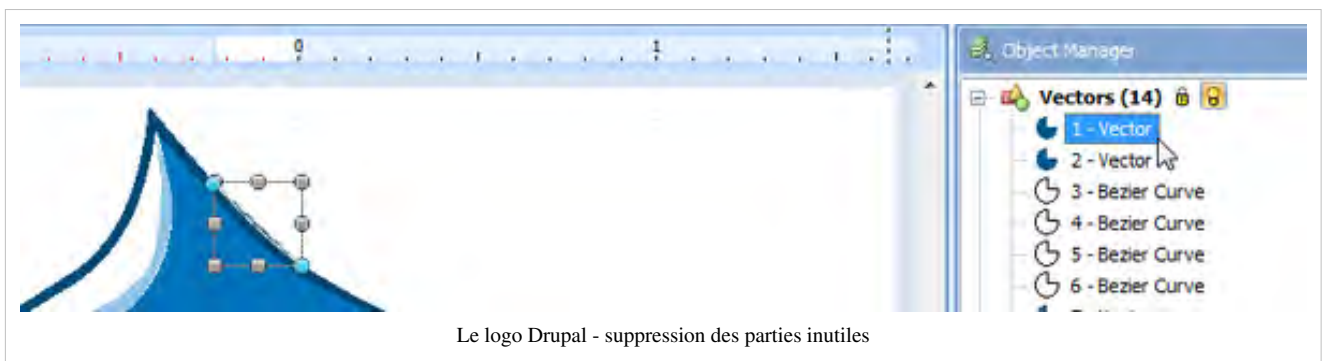 0 1
Object Manager
Vectors (14)
1 - Vector
2 - Vector
3 - Bezier Curve
4 - Bezier Curve
5 - Bezier Curve
6 - Bezier Curve
Le logo Drupal - suppression des parties inutiles